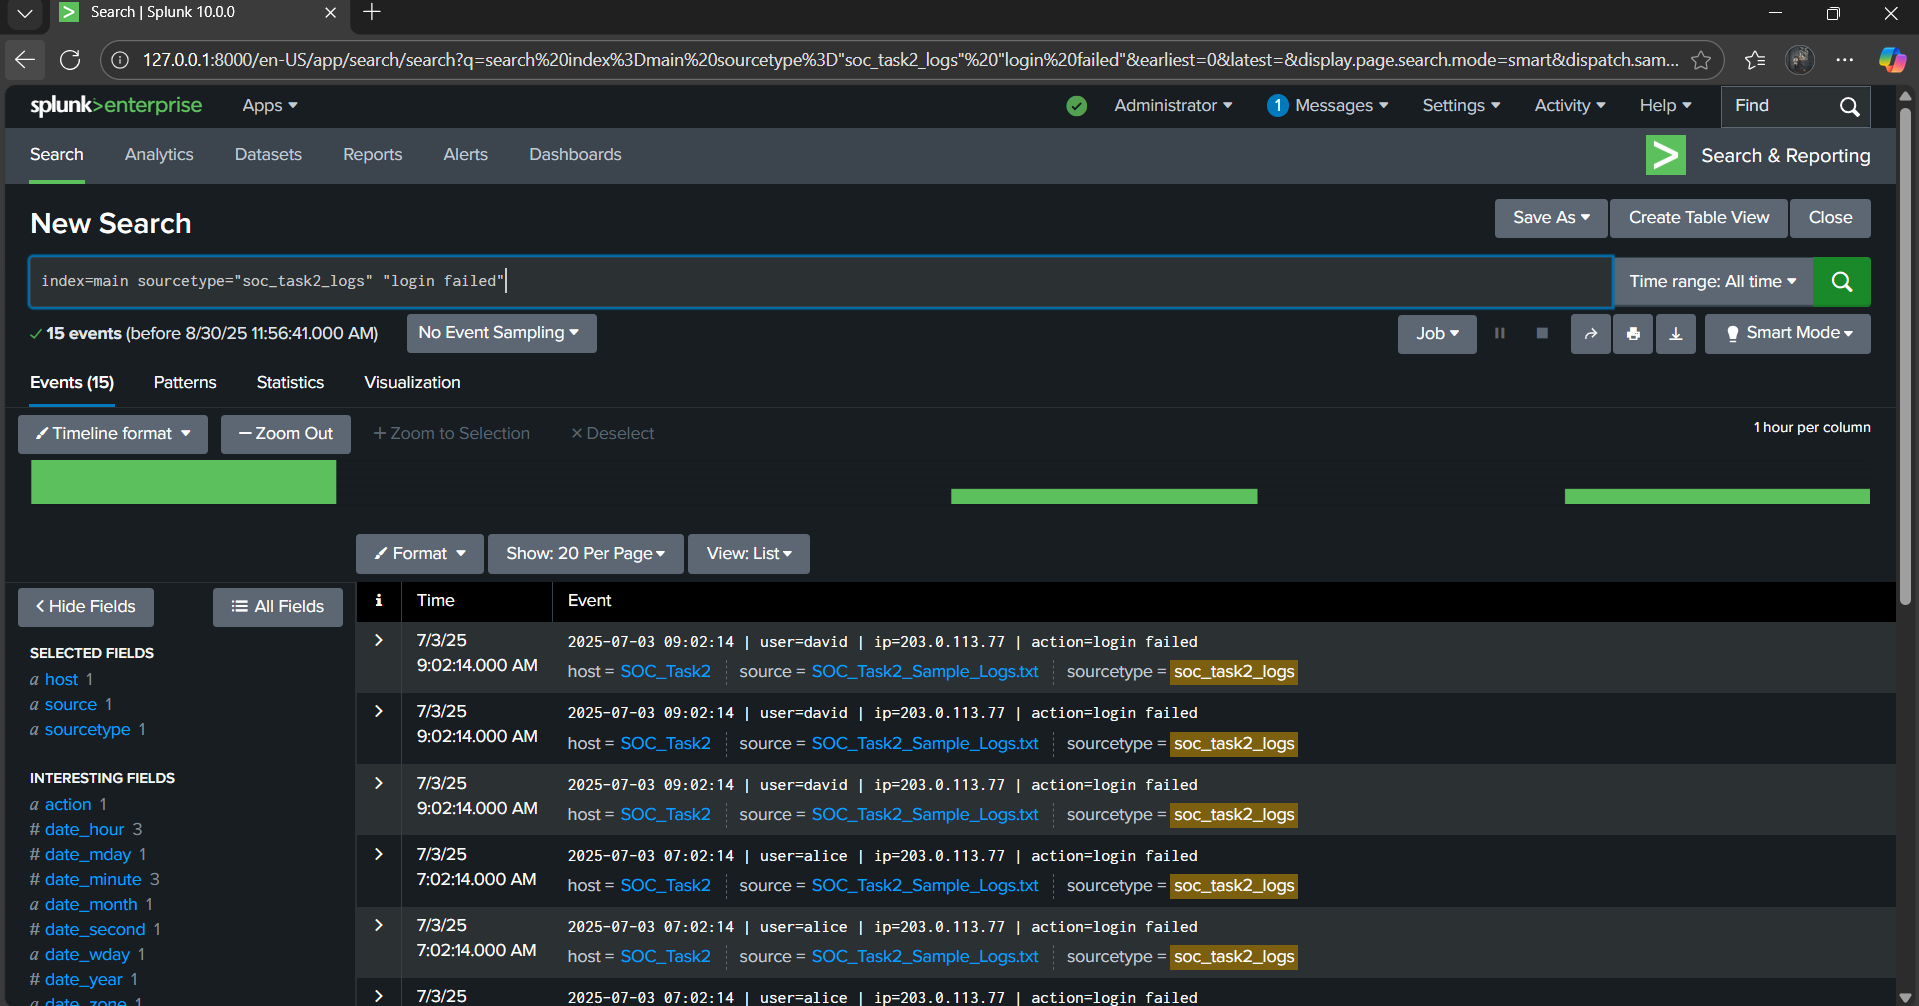 Search | Splunk 10.0.0
127.0.0.1:8000/en-US/app/search/search?q=search%20index%3Dmain%20sourcetype%3D"soc_task2_logs"%20"login%20failed"&earliest=0&latest=&display.page.search.mode=smart&dispatch.sam...
splunk>enterprise Apps Administrator 1 Messages Settings Activity Help Find
Search Analytics Datasets Reports Alerts Dashboards Search & Reporting
New Search Save As Create Table View Close
index=main sourcetype="soc_task2_logs" "login failed" Time range: All time
15 events (before 8/30/25 11:56:41.000 AM) No Event Sampling Job Smart Mode
Events (15) Patterns Statistics Visualization
Timeline format Zoom Out Zoom to Selection Deselect 1 hour per column
Format Show: 20 Per Page View: List
Hide Fields All Fields
i Time Event
SELECTED FIELDS
a host 1
a source 1
a sourcetype 1
INTERESTING FIELDS
a action 1
# date_hour 3
# date_mday 1
# date_minute 3
a date_month 1
# date_second 1
a date_wday 1
# date_year 1
a date_zone 1
7/3/25
9:02:14.000 AM
2025-07-03 09:02:14 | user=david | ip=203.0.113.77 | action=login failed
host = SOC_Task2 source = SOC_Task2_Sample_Logs.txt sourcetype = soc_task2_logs
7/3/25
9:02:14.000 AM
2025-07-03 09:02:14 | user=david | ip=203.0.113.77 | action=login failed
host = SOC_Task2 source = SOC_Task2_Sample_Logs.txt sourcetype = soc_task2_logs
7/3/25
9:02:14.000 AM
2025-07-03 09:02:14 | user=david | ip=203.0.113.77 | action=login failed
host = SOC_Task2 source = SOC_Task2_Sample_Logs.txt sourcetype = soc_task2_logs
7/3/25
7:02:14.000 AM
2025-07-03 07:02:14 | user=alice | ip=203.0.113.77 | action=login failed
host = SOC_Task2 source = SOC_Task2_Sample_Logs.txt sourcetype = soc_task2_logs
7/3/25
7:02:14.000 AM
2025-07-03 07:02:14 | user=alice | ip=203.0.113.77 | action=login failed
host = SOC_Task2 source = SOC_Task2_Sample_Logs.txt sourcetype = soc_task2_logs
7/3/25
2025-07-03 07:02:14 | user=alice | ip=203.0.113.77 | action=login failed